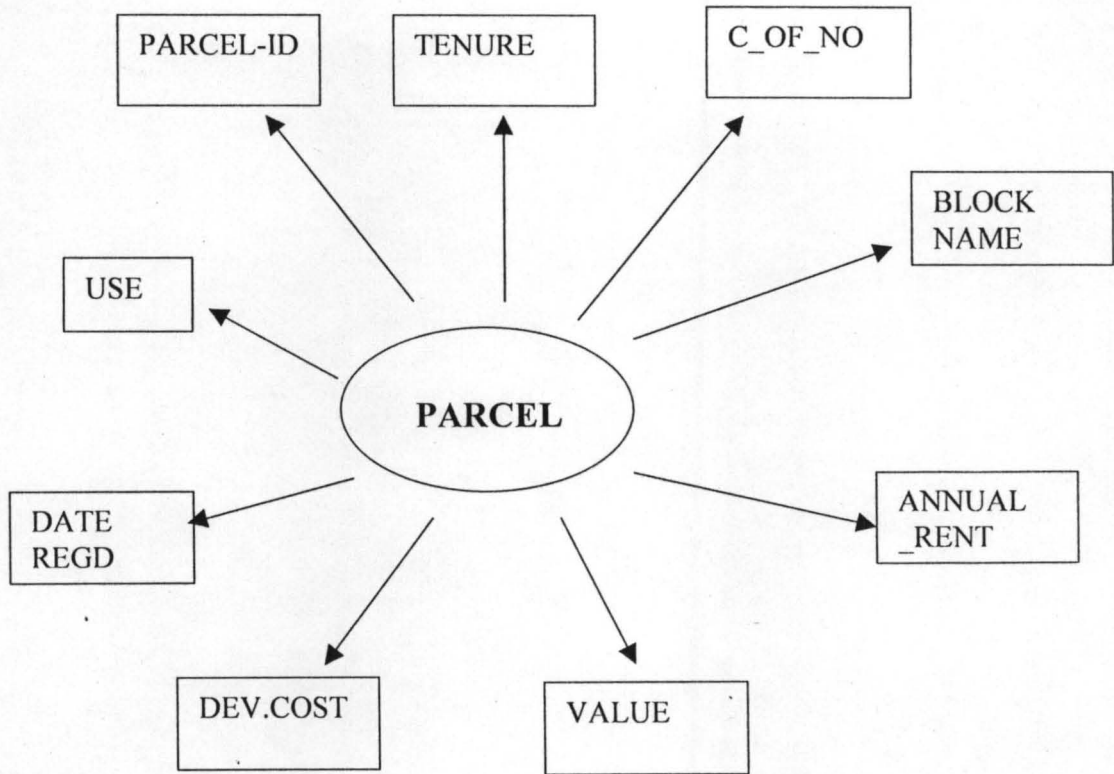 PARCEL-ID
TENURE
C_OF_NO
BLOCK
NAME
USE
PARCEL
DATE
REGD
ANNUAL
_RENT
DEV.COST
VALUE